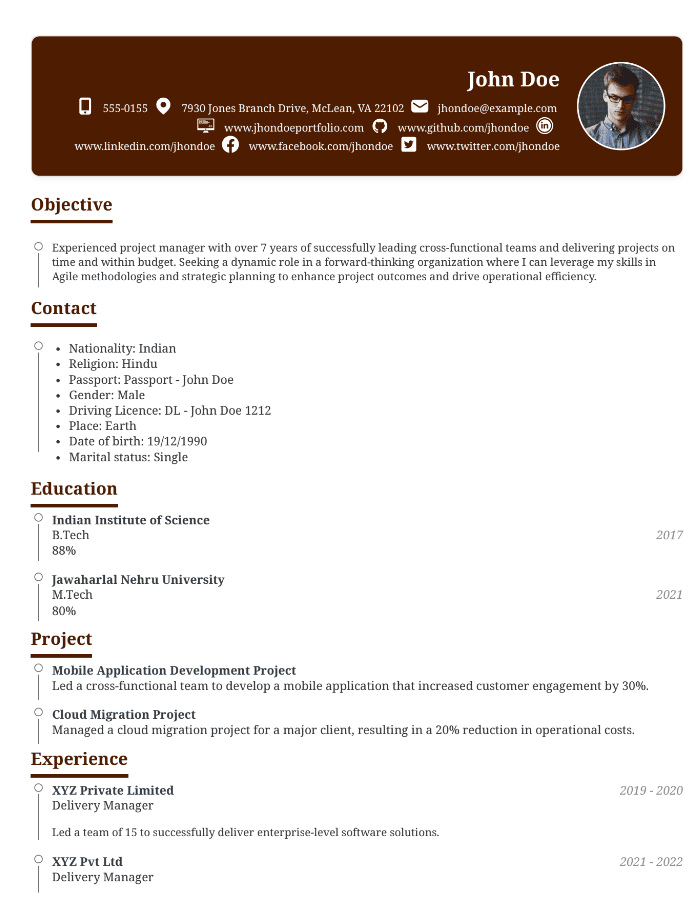 John Doe
555-0155 7930 Jones Branch Drive, McLean, VA 22102 jhondoe@example.com
www.jhondoeportfolio.com www.github.com/jhondoe
www.linkedin.com/jhondoe www.facebook.com/jhondoe www.twitter.com/jhondoe
Objective
Experienced project manager with over 7 years of successfully leading cross-functional teams and delivering projects on
time and within budget. Seeking a dynamic role in a forward-thinking organization where I can leverage my skills in
Agile methodologies and strategic planning to enhance project outcomes and drive operational efficiency.
Contact
• Nationality: Indian
• Religion: Hindu
• Passport: Passport - John Doe
• Gender: Male
• Driving Licence: DL - John Doe 1212
• Place: Earth
• Date of birth: 19/12/1990
• Marital status: Single
Education
Indian Institute of Science
B.Tech 2017
88%
Jawaharlal Nehru University
M.Tech 2021
80%
Project
Mobile Application Development Project
Led a cross-functional team to develop a mobile application that increased customer engagement by 30%.
Cloud Migration Project
Managed a cloud migration project for a major client, resulting in a 20% reduction in operational costs.
Experience
XYZ Private Limited 2019 - 2020
Delivery Manager
Led a team of 15 to successfully deliver enterprise-level software solutions.
XYZ Pvt Ltd 2021 - 2022
Delivery Manager